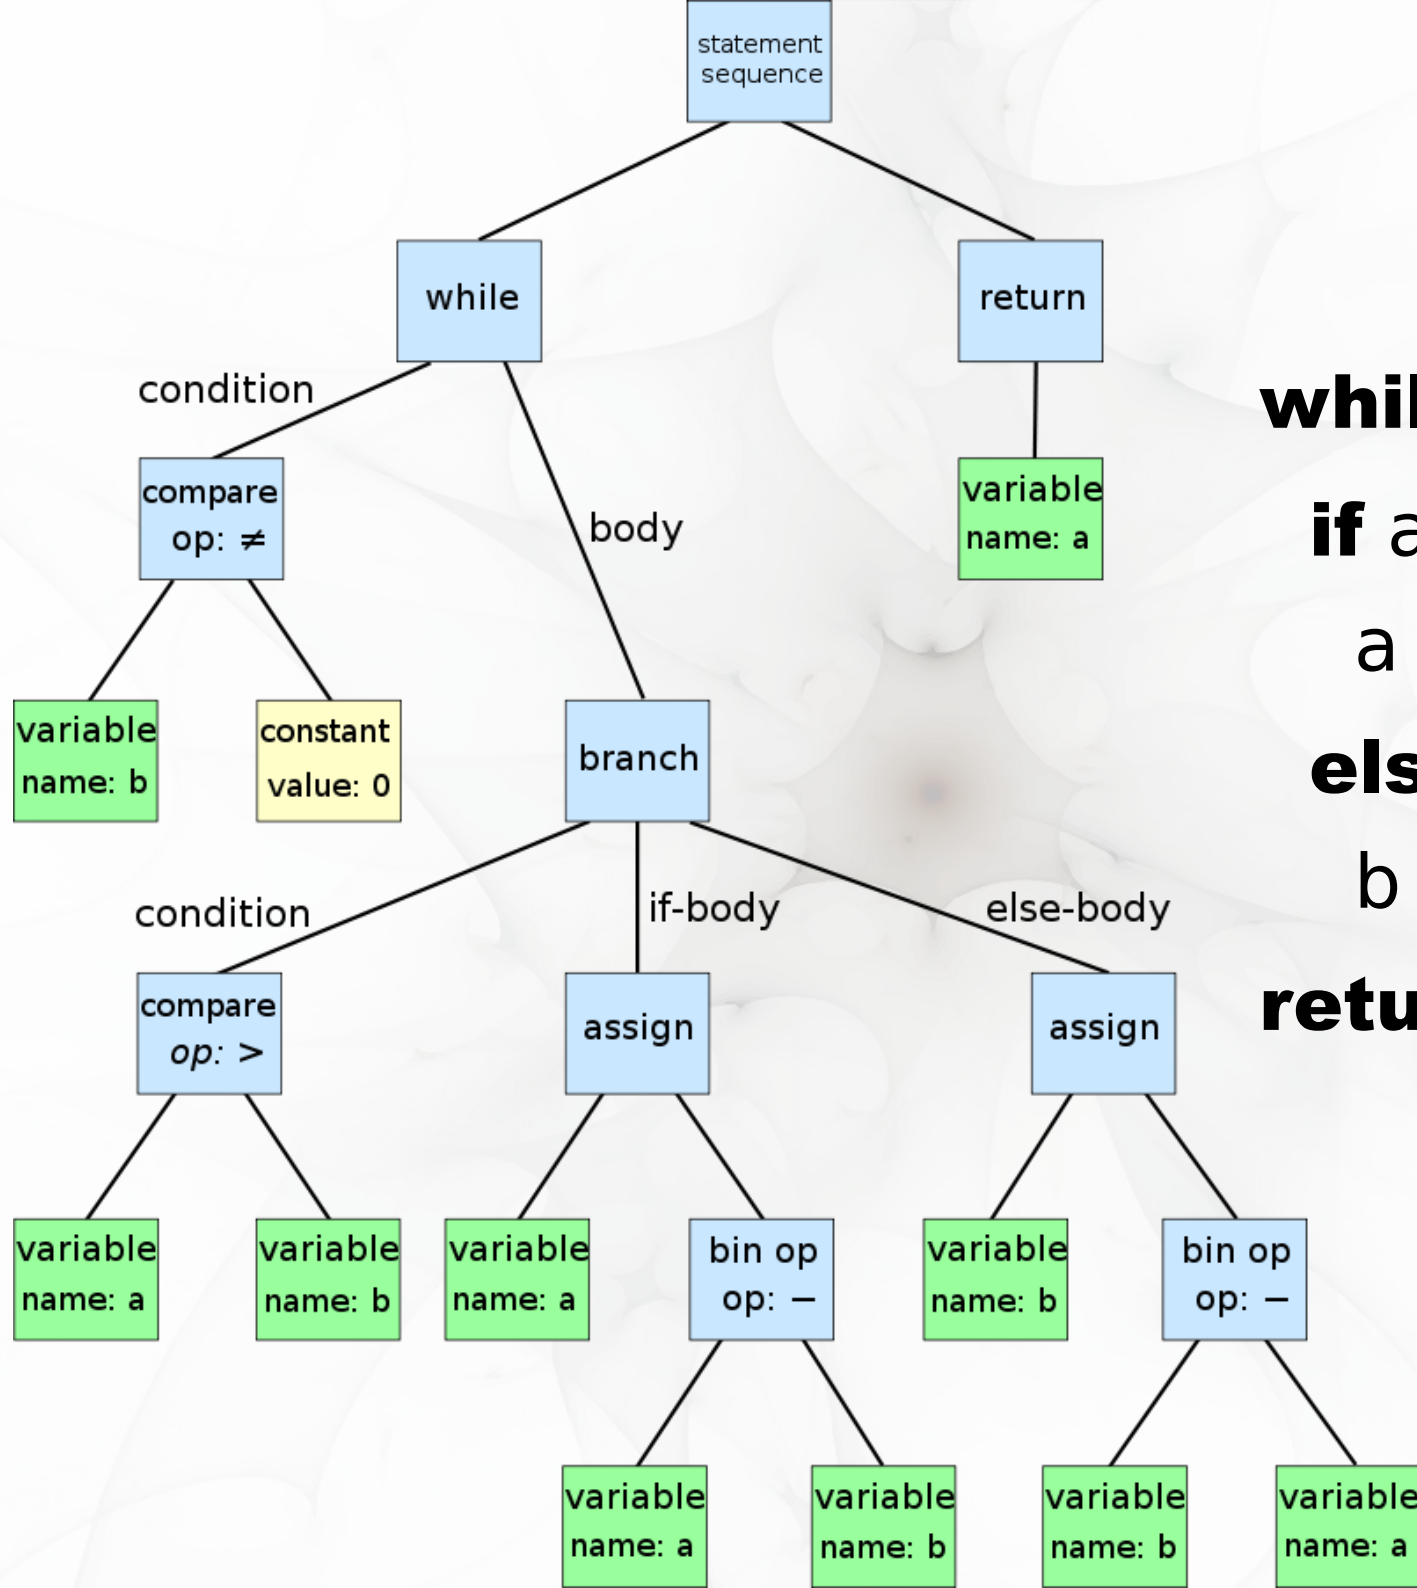 statement
sequence
while
return
condition
body
compare
op: ≠
variable
name: a
variable
name: b
constant
value: 0
branch
condition
if-body
else-body
compare
op: >
assign
assign
variable
name: a
variable
name: b
variable
name: a
bin op
op: −
variable
name: b
bin op
op: −
variable
name: a
variable
name: b
variable
name: b
variable
name: a
if a
a
b